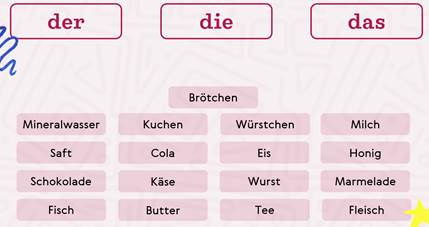 der die das
Brötchen
Mineralwasser Kuchen Würstchen Milch
Saft Cola Eis Honig
Schokolade Käse Wurst Marmelade
Fisch Butter Tee Fleisch